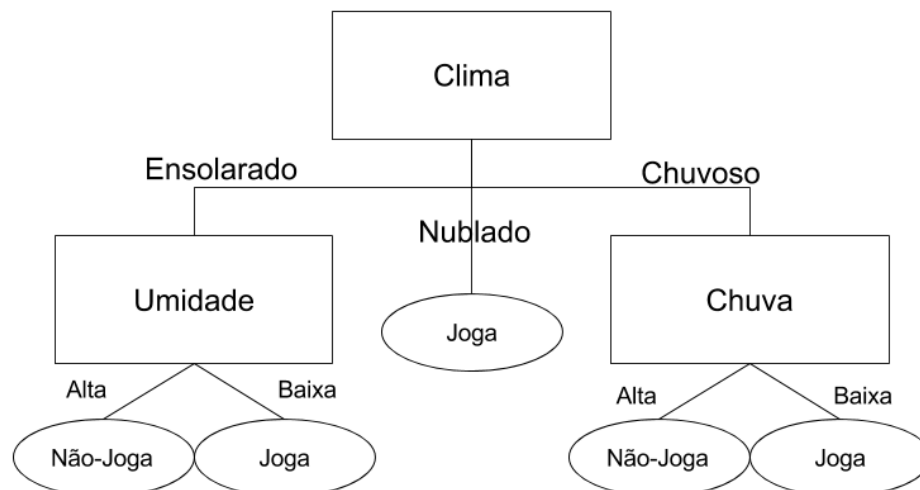 Clima
Ensolarado
Chuvoso
Nublado
Umidade
Joga
Chuva
Alta
Baixa
Alta
Baixa
Não-Joga
Joga
Não-Joga
Joga